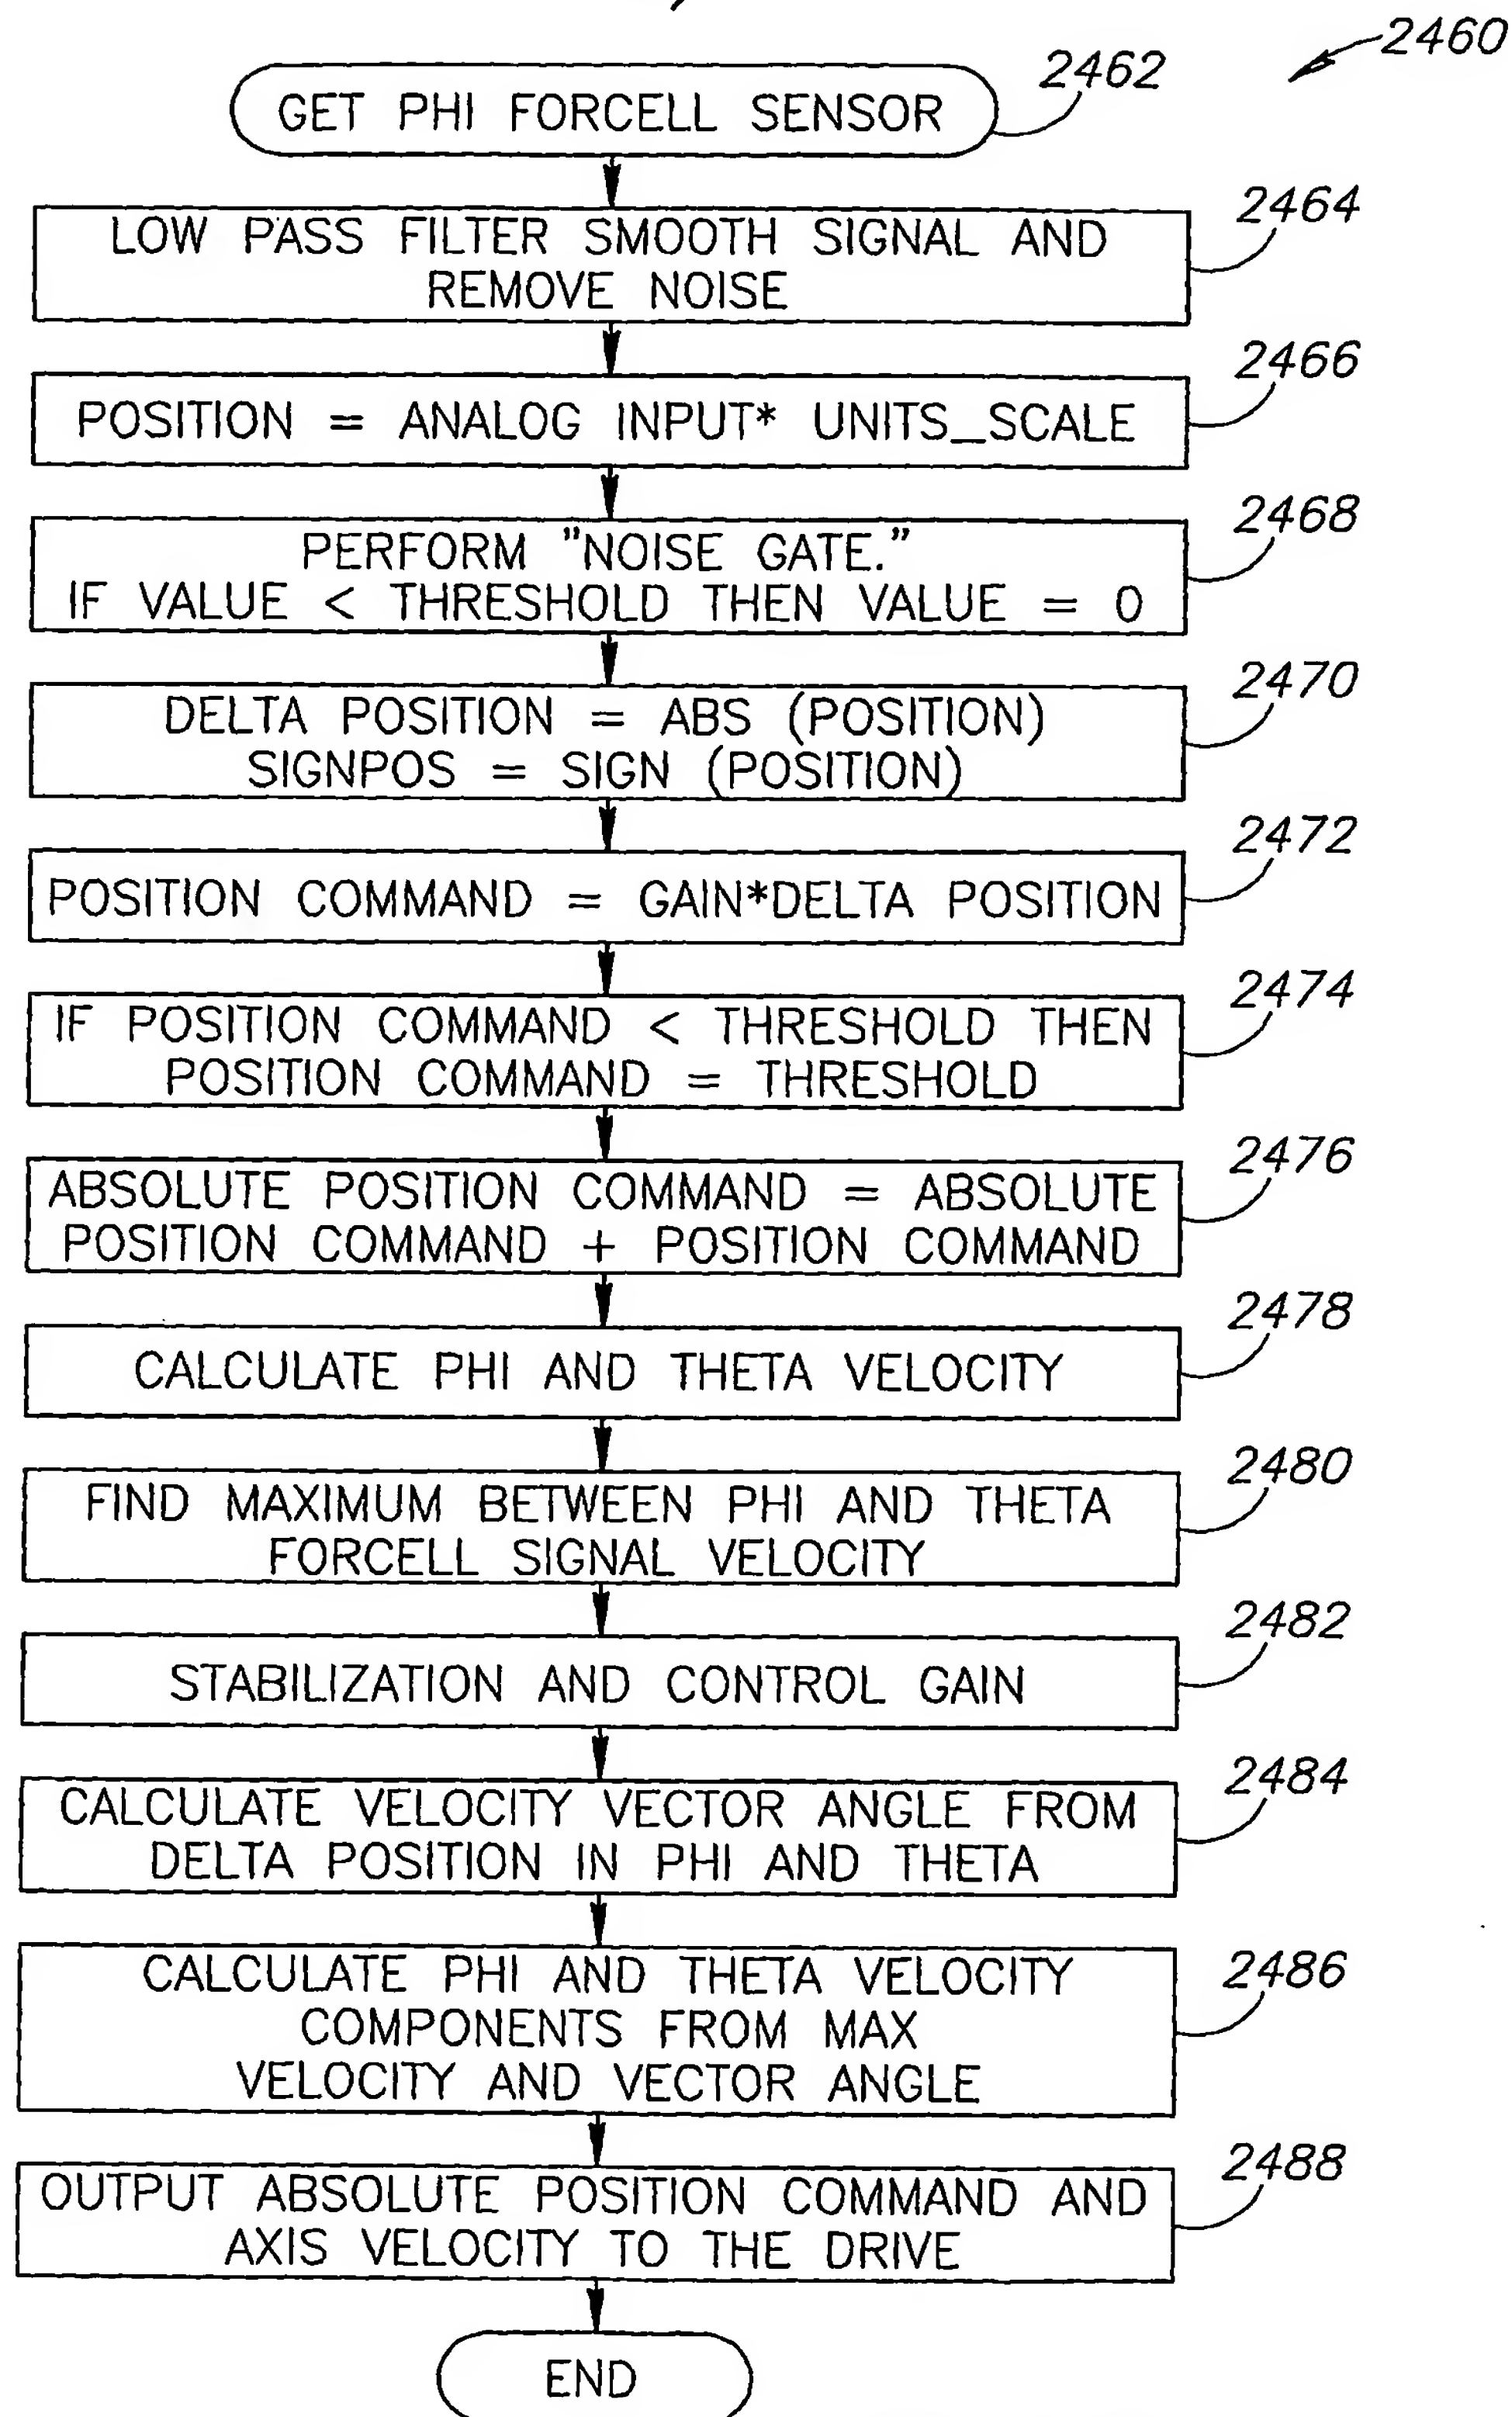 2460
GET PHI FORCELL SENSOR
2462
LOW PASS FILTER SMOOTH SIGNAL AND
REMOVE NOISE
2464
POSITION = ANALOG INPUT* UNITS_SCALE
2466
PERFORM "NOISE GATE."
IF VALUE < THRESHOLD THEN VALUE = 0
2468
DELTA POSITION = ABS (POSITION)
SIGNPOS = SIGN (POSITION)
2470
POSITION COMMAND = GAIN*DELTA POSITION
2472
IF POSITION COMMAND < THRESHOLD THEN
POSITION COMMAND = THRESHOLD
2474
ABSOLUTE POSITION COMMAND = ABSOLUTE
POSITION COMMAND + POSITION COMMAND
2476
CALCULATE PHI AND THETA VELOCITY
2478
FIND MAXIMUM BETWEEN PHI AND THETA
FORCELL SIGNAL VELOCITY
2480
STABILIZATION AND CONTROL GAIN
2482
CALCULATE VELOCITY VECTOR ANGLE FROM
DELTA POSITION IN PHI AND THETA
2484
CALCULATE PHI AND THETA VELOCITY
COMPONENTS FROM MAX
VELOCITY AND VECTOR ANGLE
2486
OUTPUT ABSOLUTE POSITION COMMAND AND
AXIS VELOCITY TO THE DRIVE
2488
END